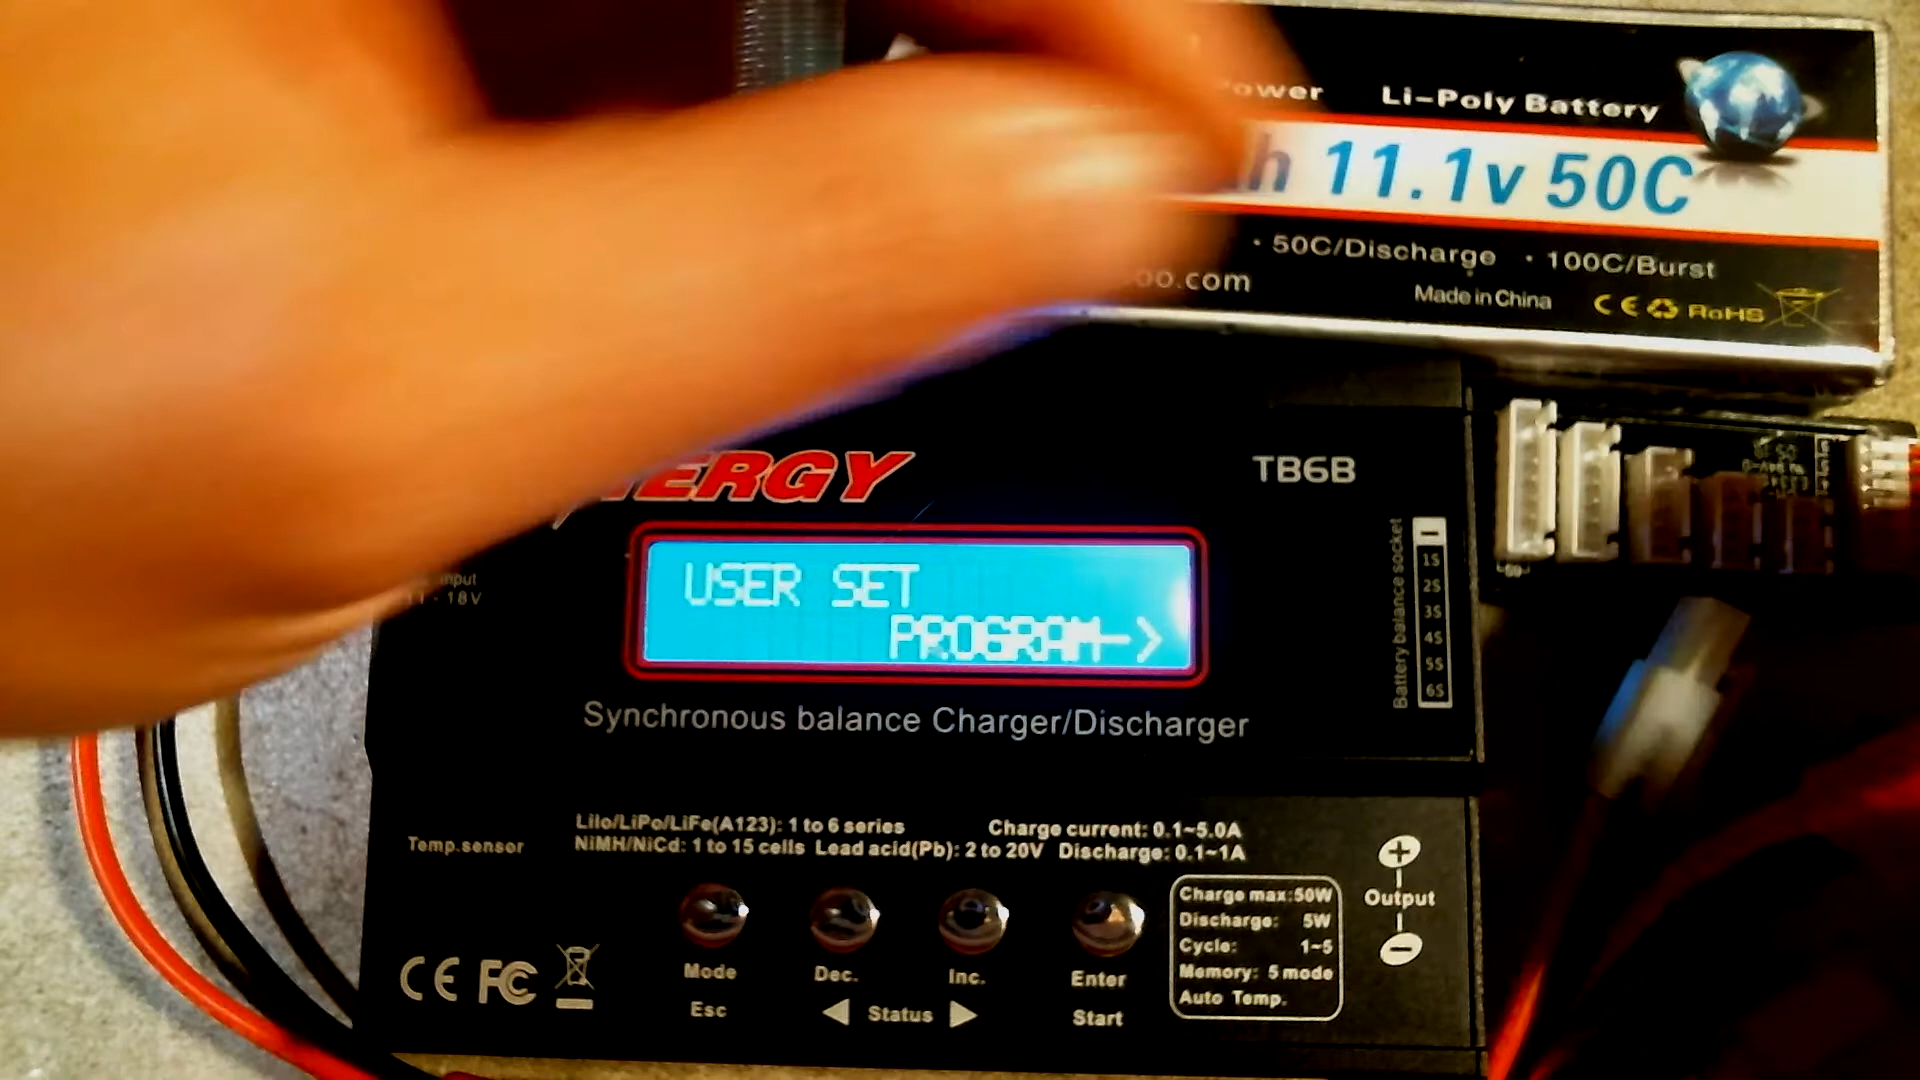 Li-Poly Battery
11.1v 50C
• 50C/Discharge • 100C/Burst
.com
Made in China
CE RoHS
TB6B
USER SET
PROGRAM->
Input
18V
Battery balance socket
1S
2S
3S
4S
5S
6S
Synchronous balance Charger/Discharger
LiIo/LiPo/LiFe(A123): 1 to 6 series Charge current: 0.1~5.0A
NiMH/NiCd: 1 to 15 cells Lead acid(Pb): 2 to 20V Discharge: 0.1~1A
Temp.sensor
Charge max:50W
Discharge: 5W
Cycle: 1~5
Memory: 5 mode
Auto Temp.
+
Output
−
CE FC
Mode Dec. Inc. Enter
Esc ◀ Status ▶ Start